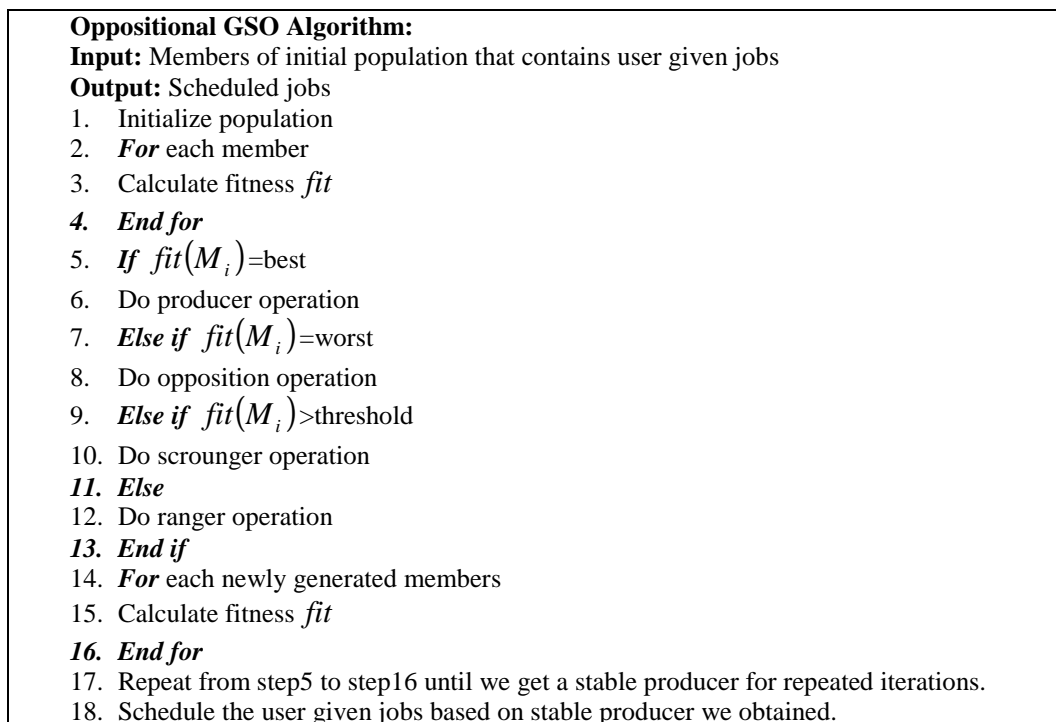 Oppositional GSO Algorithm:
Input: Members of initial population that contains user given jobs
Output: Scheduled jobs
1. Initialize population
2. For each member
3. Calculate fitness fit
4. End for
5. If fit(M_i)=best
6. Do producer operation
7. Else if fit(M_i)=worst
8. Do opposition operation
9. Else if fit(M_i)>threshold
10. Do scrounger operation
11. Else
12. Do ranger operation
13. End if
14. For each newly generated members
15. Calculate fitness fit
16. End for
17. Repeat from step5 to step16 until we get a stable producer for repeated iterations.
18. Schedule the user given jobs based on stable producer we obtained.